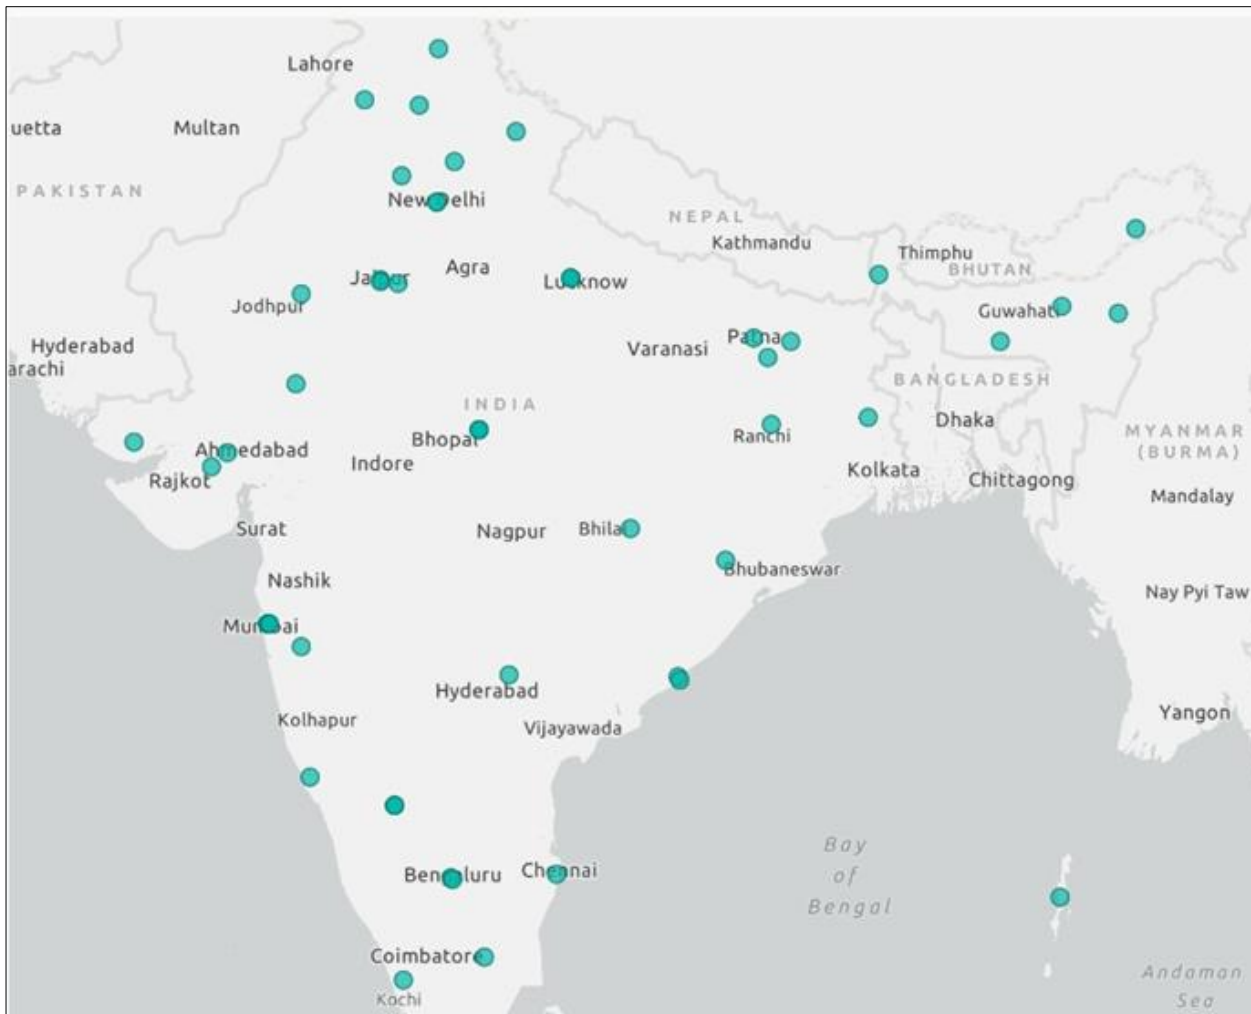 Lahore
uetta
Multan
PAKISTAN
New Delhi
NEPAL
Kathmandu
Thimphu
BHUTAN
Jaipur
Agra
Lucknow
Jodhpur
Guwahati
Hyderabad
arachi
Varanasi
Patna
BANGLADESH
INDIA
Dhaka
Bhopal
Ranchi
MYANMAR
(BURMA)
Ahmedabad
Indore
Kolkata
Rajkot
Chittagong
Mandalay
Surat
Nagpur
Bhilai
Bhubaneswar
Nashik
Nay Pyi Taw
Mumbai
Hyderabad
Kolhapur
Vijayawada
Yangon
Bay
of
Bengal
Bengaluru
Chennai
Coimbatore
Kochi
Andaman
Sea